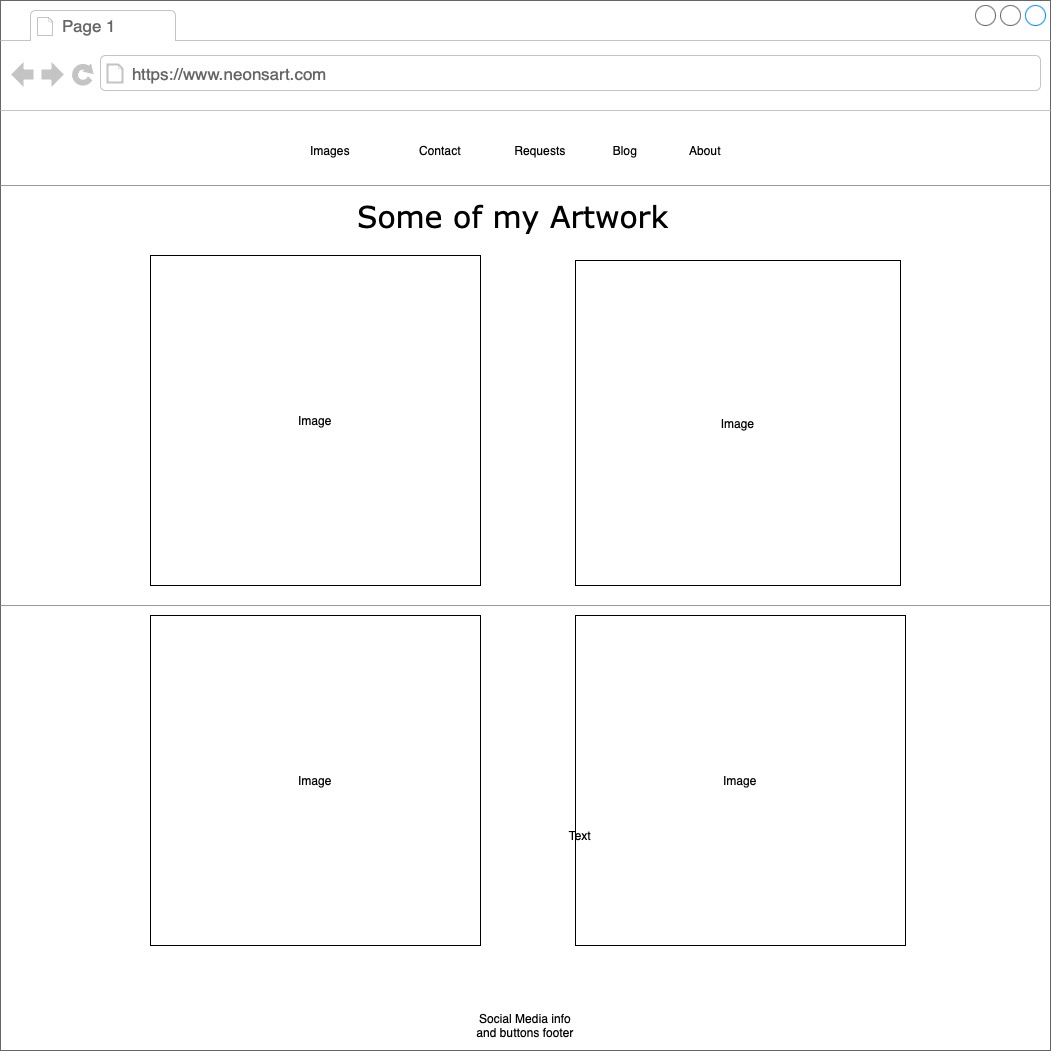 Page 1
https://www.neonsart.com
Images Contact Requests Blog About
Some of my Artwork
Image Image
Image Image
Text
Social Media info
and buttons footer